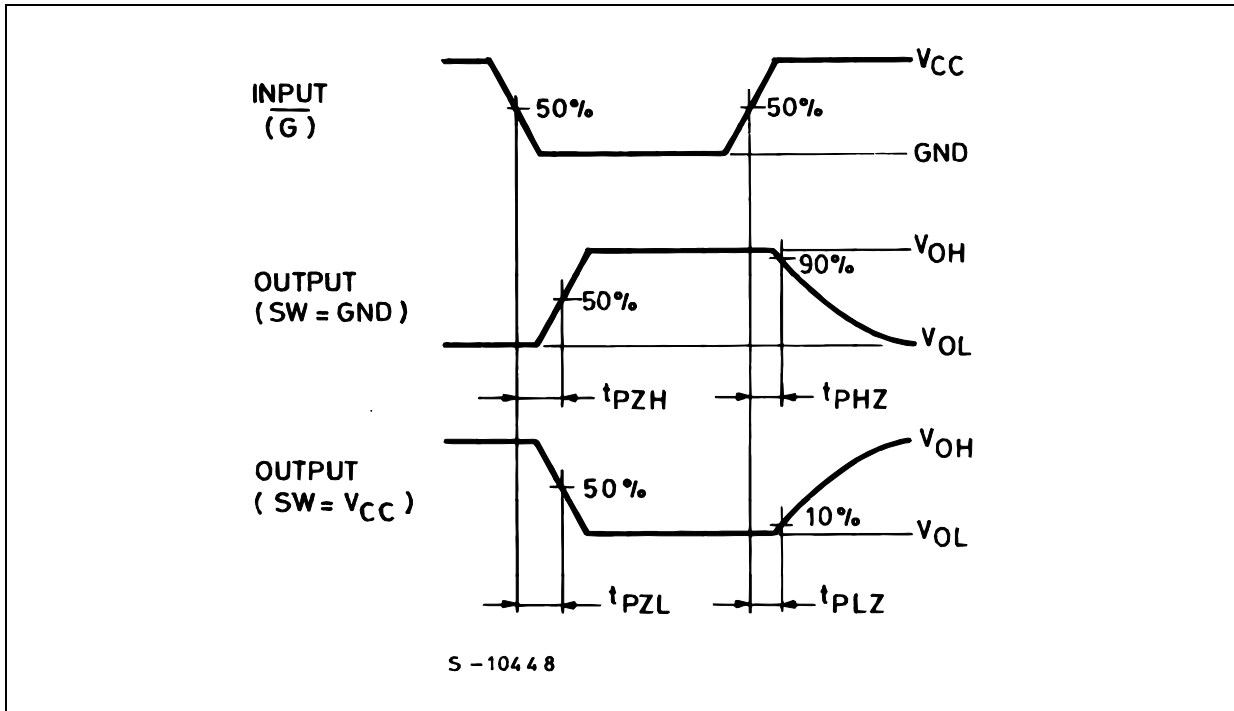 VCC
INPUT
(G̅)
50%
50%
GND
VOH
OUTPUT
(SW = GND)
50%
90%
VOL
tPZH
tPHZ
VOH
OUTPUT
(SW = VCC)
50%
10%
VOL
tPZL
tPLZ
S-10448